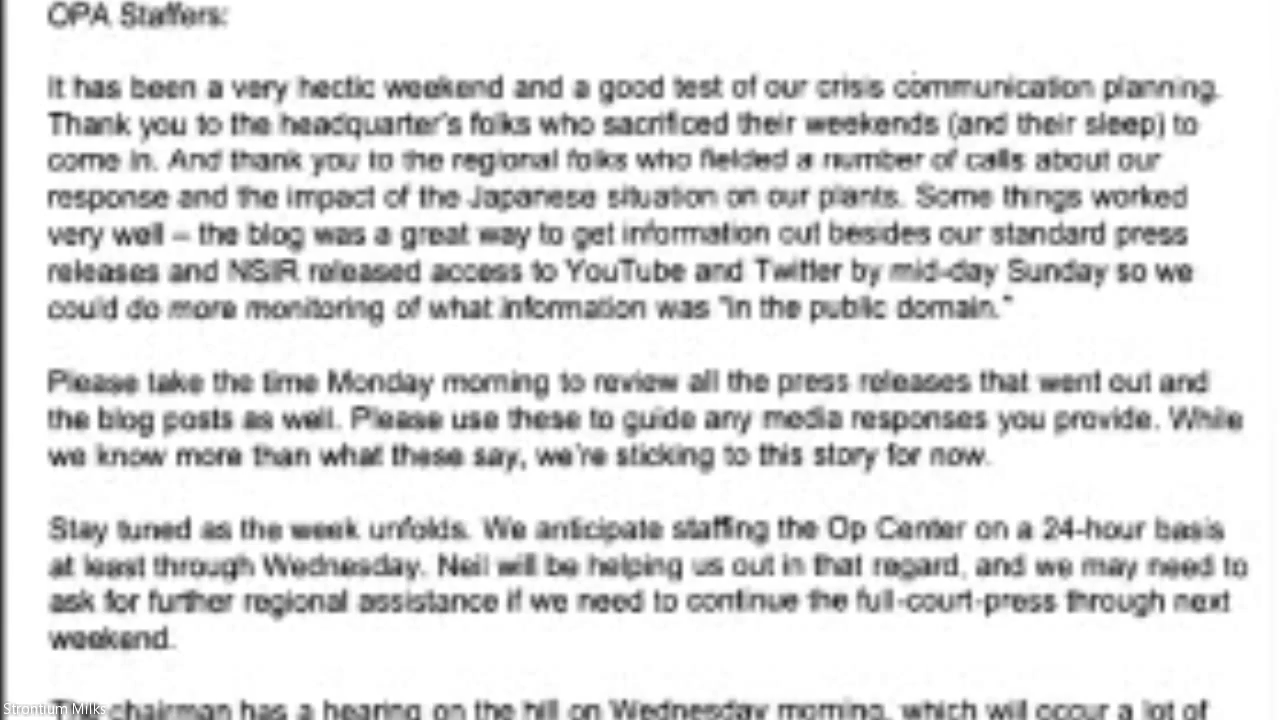 OPA Staffers:
It has been a very hectic weekend and a good test of our crisis communication planning.
Thank you to the headquarter's folks who sacrificed their weekends (and their sleep) to
come in. And thank you to the regional folks who fielded a number of calls about our
response and the impact of the Japanese situation on our plants. Some things worked
very well – the blog was a great way to get information out besides our standard press
releases and NSIR released access to YouTube and Twitter by mid-day Sunday so we
could do more monitoring of what information was "in the public domain."
Please take the time Monday morning to review all the press releases that went out and
the blog posts as well. Please use these to guide any media responses you provide. While
we know more than what these say, we're sticking to this story for now.
Stay tuned as the week unfolds. We anticipate staffing the Op Center on a 24-hour basis
at least through Wednesday. Neil will be helping us out in that regard, and we may need to
ask for further regional assistance if we need to continue the full-court-press through next
weekend.
chairman has a hearing on the hill on Wednesday morning, which will occur a lot of
Strontium Milks